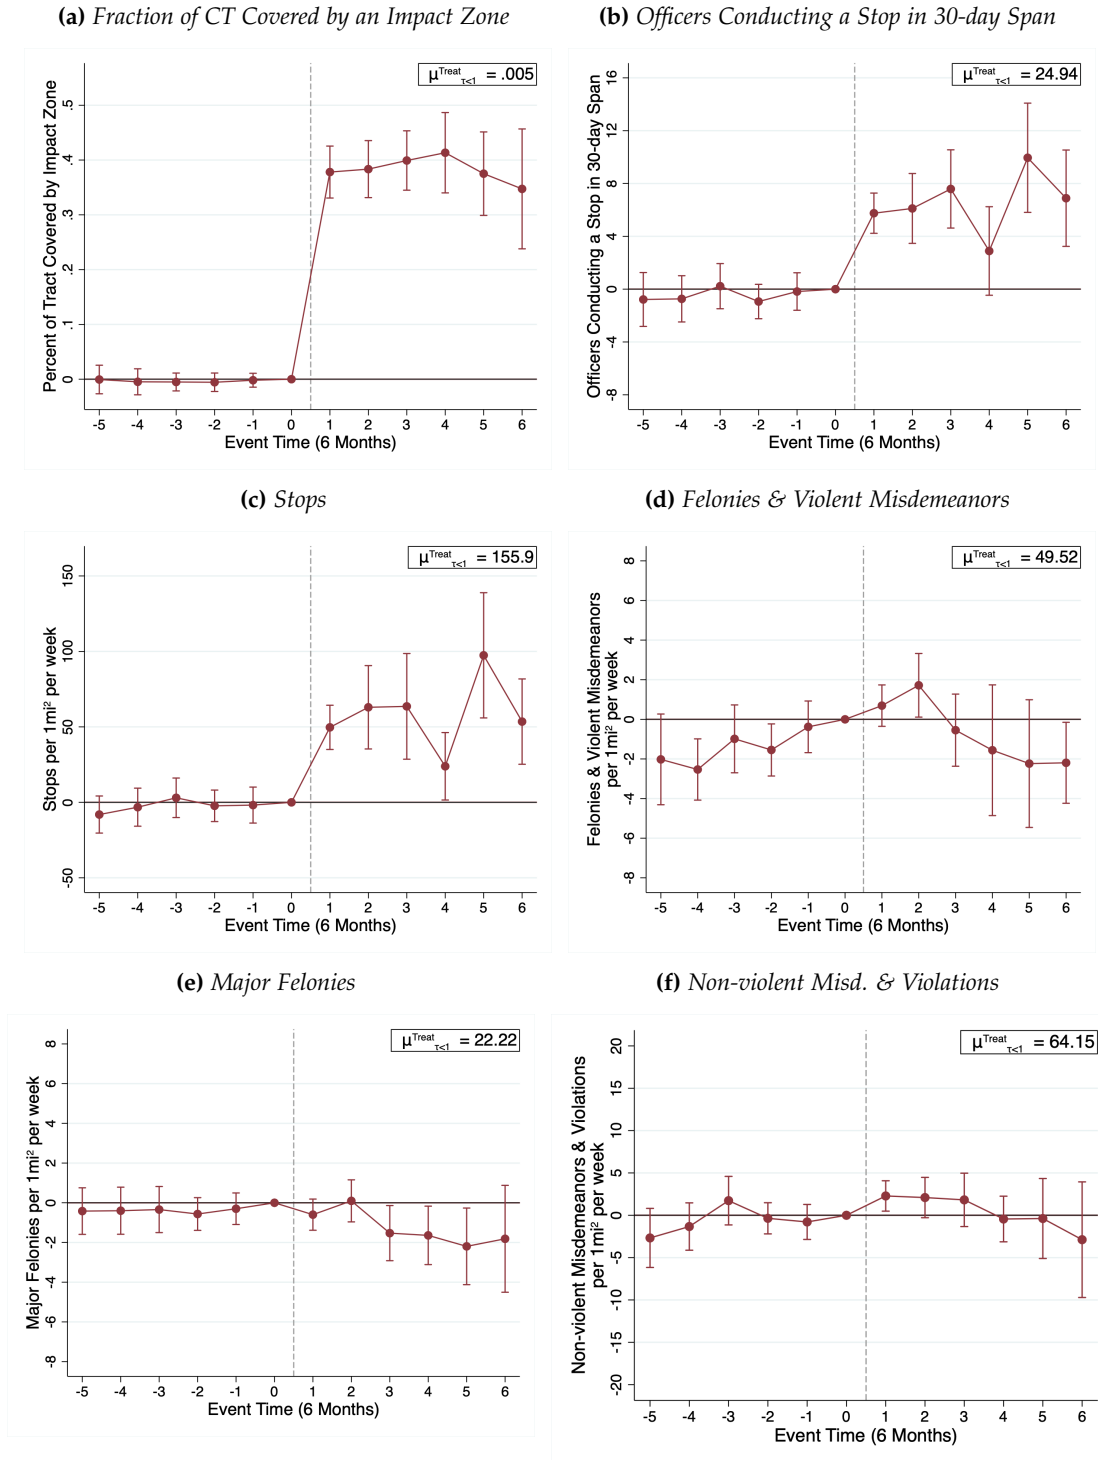 (a) Fraction of CT Covered by an Impact Zone
μTreat τ<1 = .005
Percent of Tract Covered by Impact Zone
.5
.4
.3
.2
.1
0
-5 -4 -3 -2 -1 0 1 2 3 4 5 6
Event Time (6 Months)
(b) Officers Conducting a Stop in 30-day Span
μTreat τ<1 = 24.94
Officers Conducting a Stop in 30-day Span
16
12
8
4
0
-4
-8
-5 -4 -3 -2 -1 0 1 2 3 4 5 6
Event Time (6 Months)
(c) Stops
μTreat τ<1 = 155.9
Stops per 1mi² per week
150
100
50
0
-50
-5 -4 -3 -2 -1 0 1 2 3 4 5 6
Event Time (6 Months)
(d) Felonies & Violent Misdemeanors
μTreat τ<1 = 49.52
Felonies & Violent Misdemeanors
per 1mi² per week
8
6
4
2
0
-2
-4
-6
-8
-5 -4 -3 -2 -1 0 1 2 3 4 5 6
Event Time (6 Months)
(e) Major Felonies
μTreat τ<1 = 22.22
Major Felonies per 1mi² per week
8
6
4
2
0
-2
-4
-6
-8
-5 -4 -3 -2 -1 0 1 2 3 4 5 6
Event Time (6 Months)
(f) Non-violent Misd. & Violations
μTreat τ<1 = 64.15
Non-violent Misdemeanors & Violations
per 1mi² per week
20
15
10
5
0
-5
-10
-15
-20
-5 -4 -3 -2 -1 0 1 2 3 4 5 6
Event Time (6 Months)